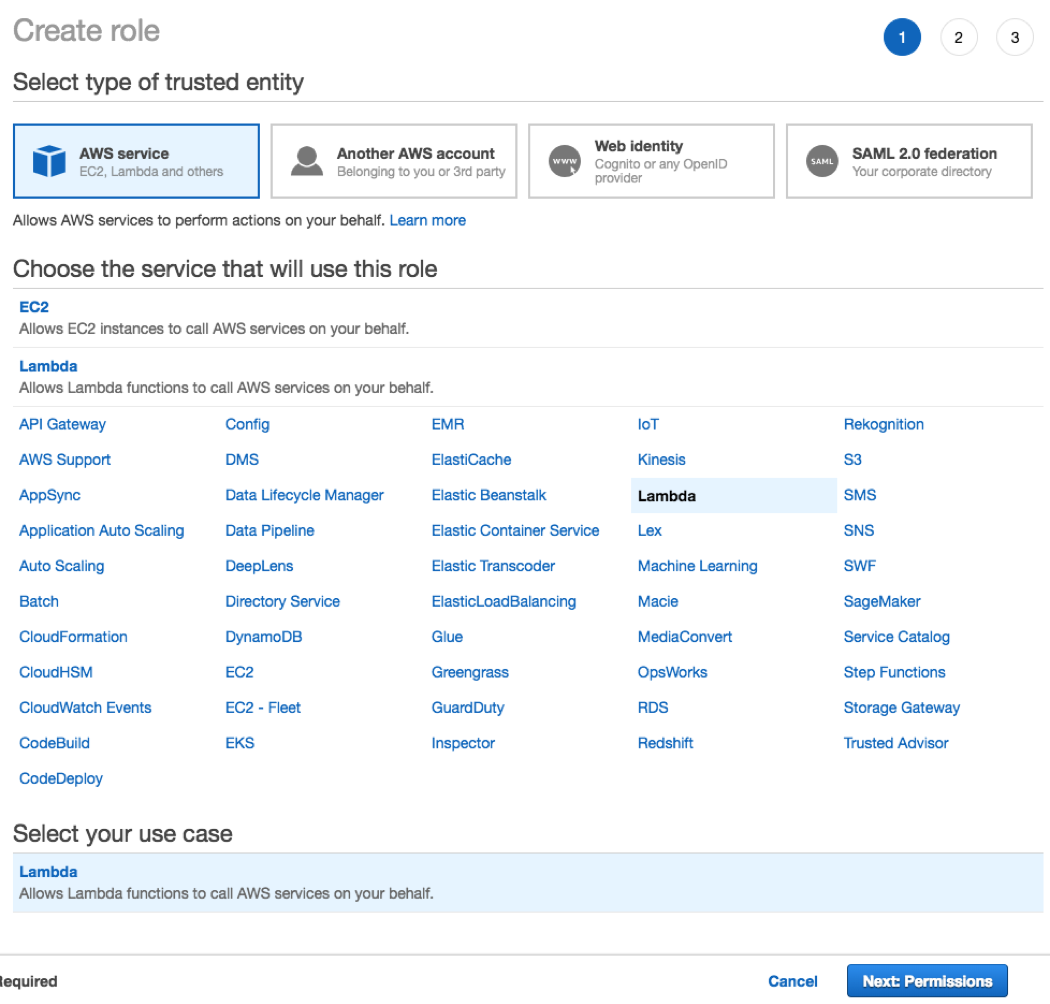 Create role
1 2 3
Select type of trusted entity
AWS service
EC2, Lambda and others
Another AWS account
Belonging to you or 3rd party
www
Web identity
Cognito or any OpenID
provider
SAML
SAML 2.0 federation
Your corporate directory
Allows AWS services to perform actions on your behalf. Learn more
Choose the service that will use this role
EC2
Allows EC2 instances to call AWS services on your behalf.
Lambda
Allows Lambda functions to call AWS services on your behalf.
API Gateway Config EMR IoT Rekognition
AWS Support DMS ElastiCache Kinesis S3
AppSync Data Lifecycle Manager Elastic Beanstalk Lambda SMS
Application Auto Scaling Data Pipeline Elastic Container Service Lex SNS
Auto Scaling DeepLens Elastic Transcoder Machine Learning SWF
Batch Directory Service ElasticLoadBalancing Macie SageMaker
CloudFormation DynamoDB Glue MediaConvert Service Catalog
CloudHSM EC2 Greengrass OpsWorks Step Functions
CloudWatch Events EC2 - Fleet GuardDuty RDS Storage Gateway
CodeBuild EKS Inspector Redshift Trusted Advisor
CodeDeploy
Select your use case
Lambda
Allows Lambda functions to call AWS services on your behalf.
Required Cancel Next: Permissions